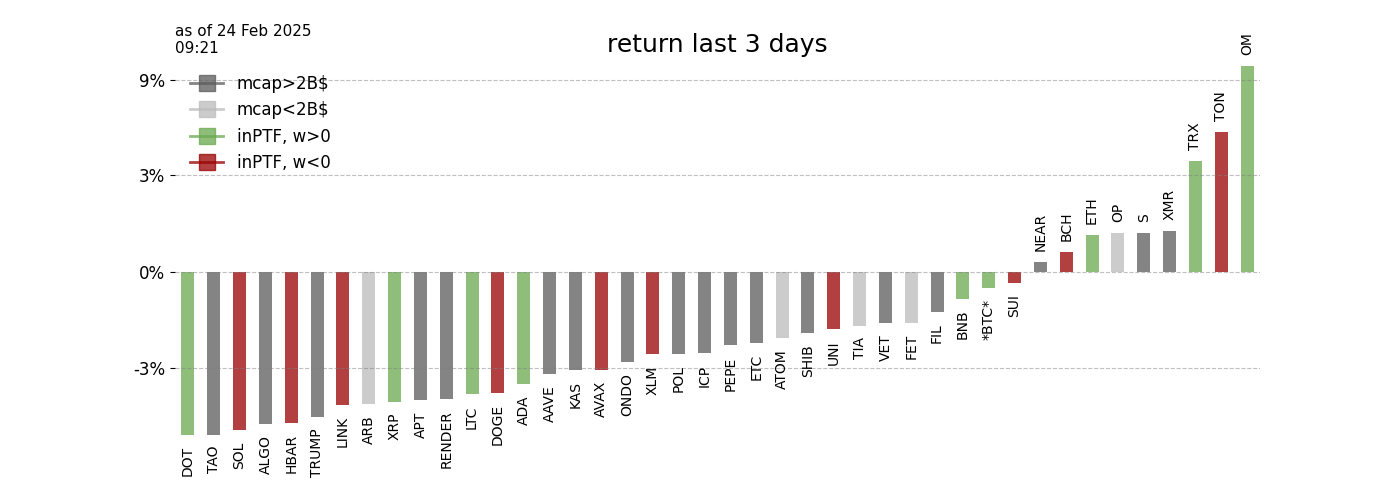 as of 24 Feb 2025
09:21
return last 3 days
mcap>2B$
mcap<2B$
inPTF, w>0
inPTF, w<0
9%
3%
0%
-3%
DOT
TAO
SOL
ALGO
HBAR
TRUMP
LINK
ARB
XRP
APT
RENDER
LTC
DOGE
ADA
AAVE
KAS
AVAX
ONDO
XLM
POL
ICP
PEPE
ETC
ATOM
SHIB
UNI
TIA
VET
FET
FIL
BNB
*BTC*
SUI
NEAR
BCH
ETH
OP
S
XMR
TRX
TON
OM